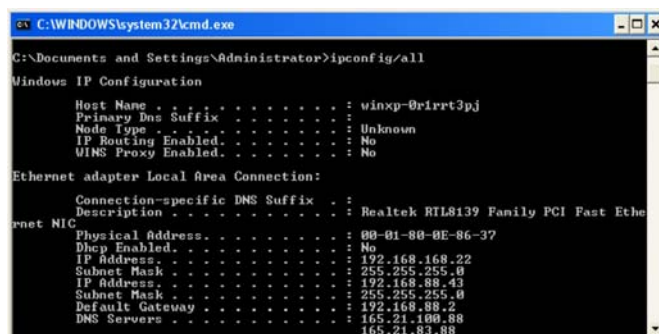 C:\WINDOWS\system32\cmd.exe
C:\Documents and Settings\Administrator>ipconfig/all
Windows IP Configuration
Host Name . . . . . . . . . . . . : winxp-0r1rrt3pj
Primary Dns Suffix . . . . . . . :
Node Type . . . . . . . . . . . . : Unknown
IP Routing Enabled. . . . . . . . : No
WINS Proxy Enabled. . . . . . . . : No
Ethernet adapter Local Area Connection:
Connection-specific DNS Suffix . :
Description . . . . . . . . . . . : Realtek RTL8139 Family PCI Fast Ethe
rnet NIC
Physical Address. . . . . . . . . : 00-01-80-0E-86-37
Dhcp Enabled. . . . . . . . . . . : No
IP Address. . . . . . . . . . . . : 192.168.168.22
Subnet Mask . . . . . . . . . . . : 255.255.255.0
IP Address. . . . . . . . . . . . : 192.168.88.43
Subnet Mask . . . . . . . . . . . : 255.255.255.0
Default Gateway . . . . . . . . . : 192.168.88.2
DNS Servers . . . . . . . . . . . : 165.21.100.88
165.21.83.88